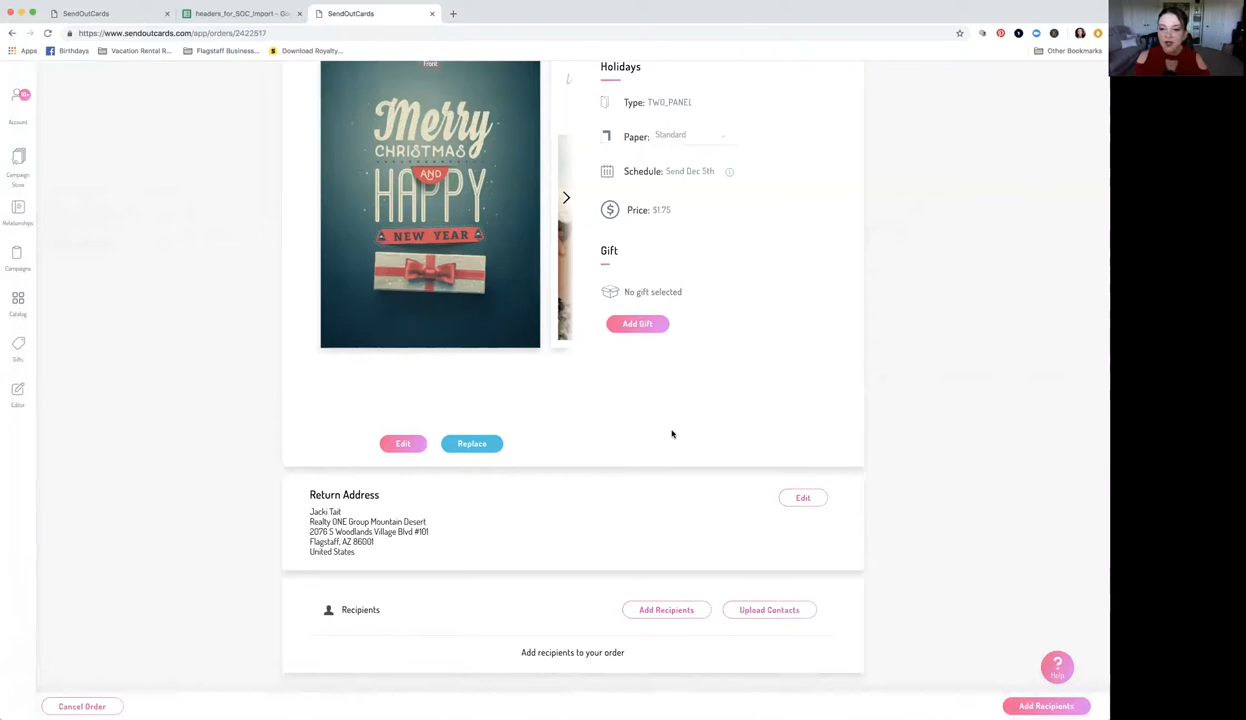 SendOutCards
headers_for_SOC_Import - Go
SendOutCards
https://www.sendoutcards.com/app/orders/2422517
Apps
Birthdays
Vacation Rental R...
Flagstaff Business...
Download Royalty...
Other Bookmarks
10+
Account
Campaign
Store
Relationships
Campaigns
Catalog
Gifts
Editor
Front
Merry
CHRISTMAS
AND
HAPPY
NEW YEAR
Holidays
Type: TWO_PANEL
Paper: Standard
Schedule: Send Dec 5th
Price: $1.75
Gift
No gift selected
Add Gift
Edit
Replace
Return Address
Edit
Jacki Tait
Realty ONE Group Mountain Desert
2076 S Woodlands Village Blvd #101
Flagstaff, AZ 86001
United States
Recipients
Add Recipients
Upload Contacts
Add recipients to your order
?
Help
Cancel Order
Add Recipients